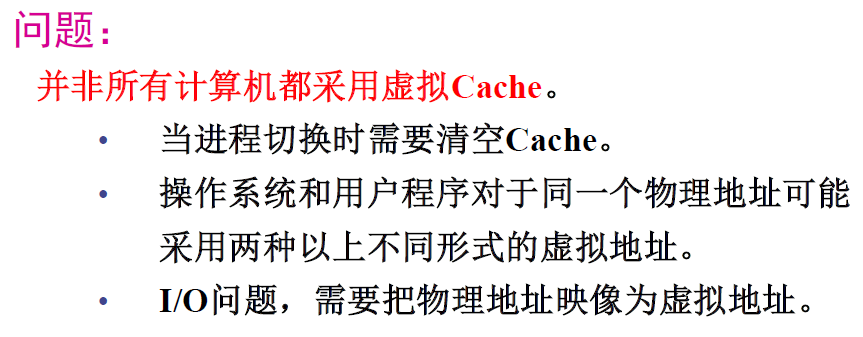 问题：
并非所有计算机都采用虚拟Cache。
• 当进程切换时需要清空Cache。
• 操作系统和用户程序对于同一个物理地址可能
采用两种以上不同形式的虚拟地址。
• I/O问题，需要把物理地址映像为虚拟地址。